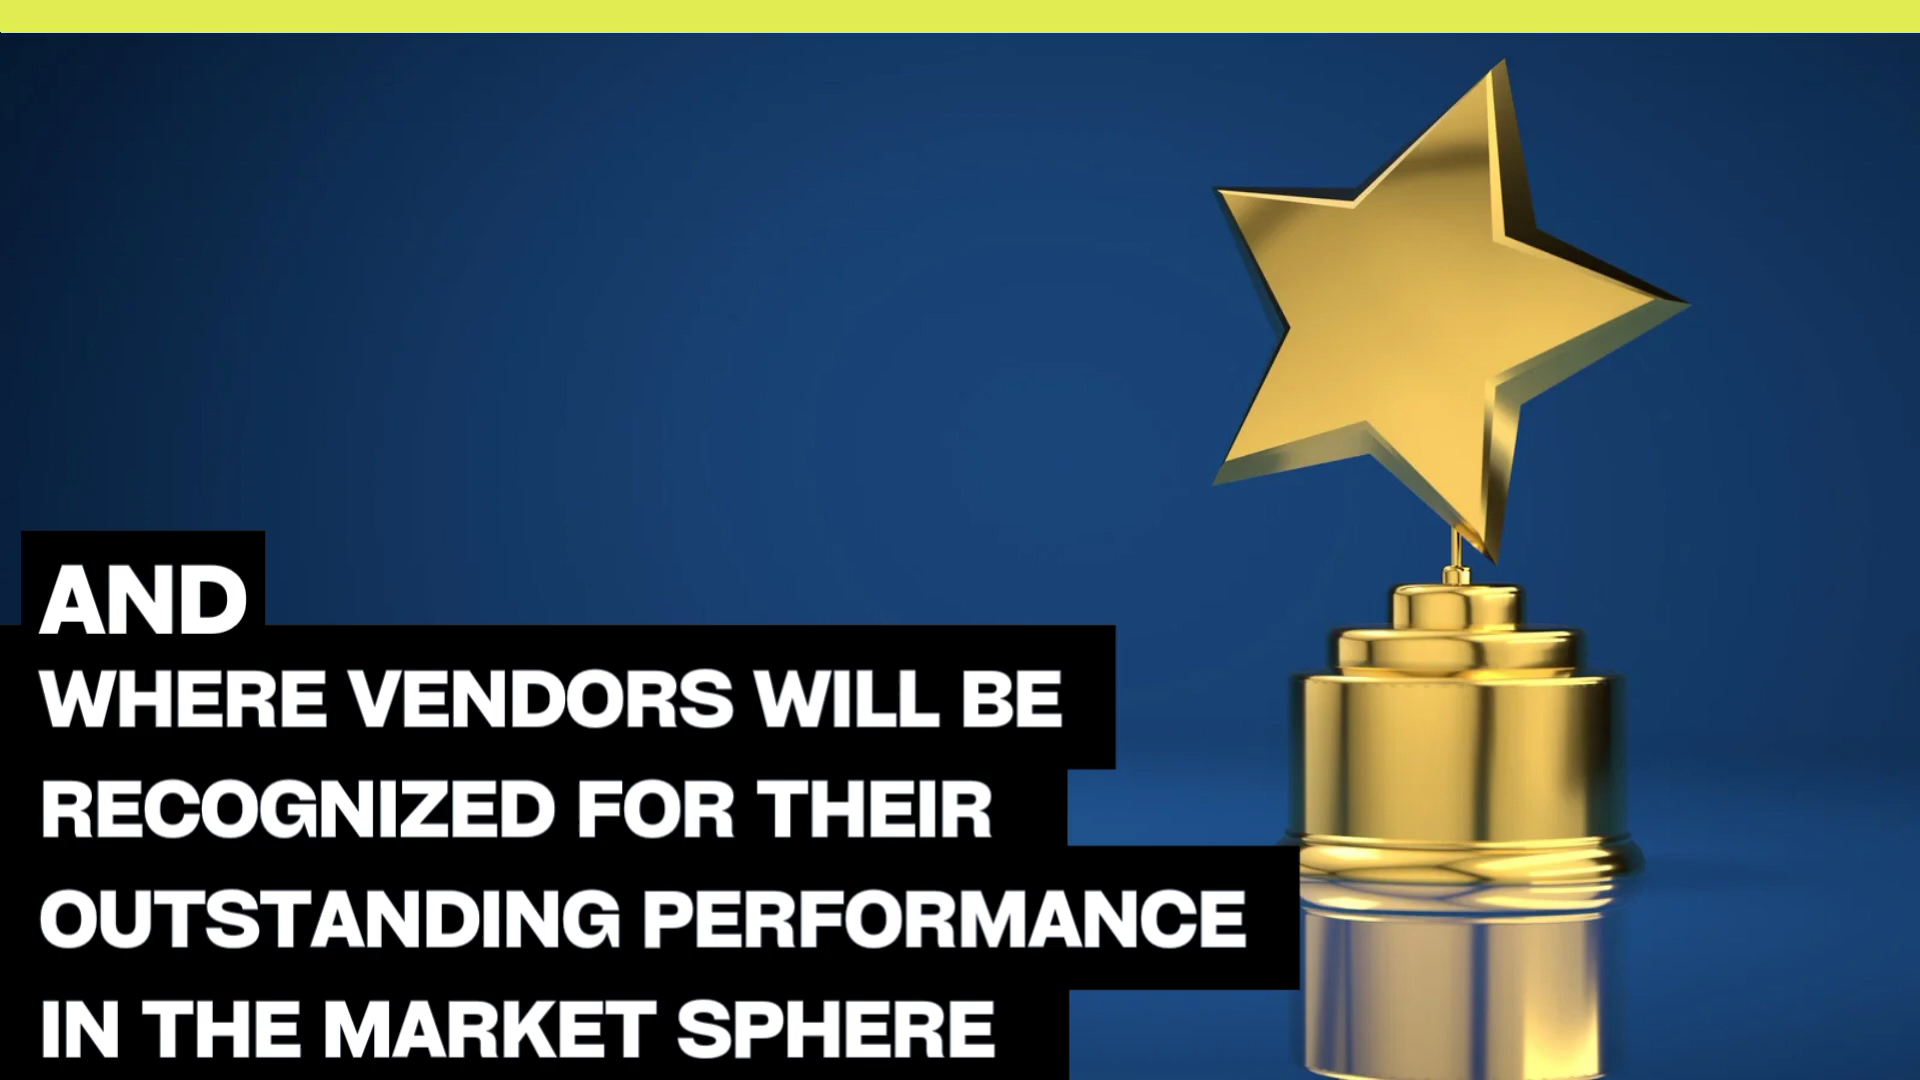 AND
WHERE VENDORS WILL BE
RECOGNIZED FOR THEIR
OUTSTANDING PERFORMANCE
IN THE MARKET SPHERE